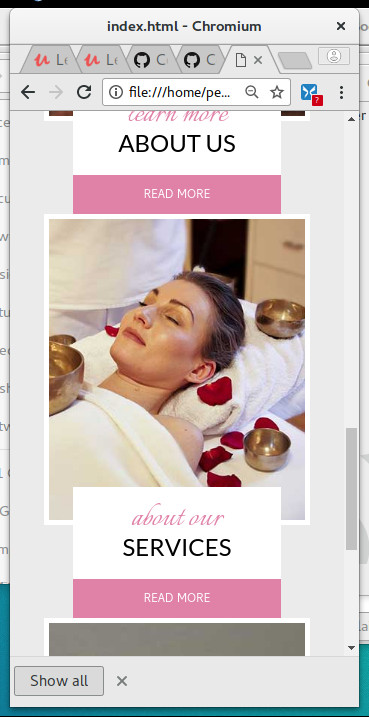 index.html - Chromium
Le
Le
C
C
file:///home/pe...
?
learn more
ABOUT US
READ MORE
about our
SERVICES
READ MORE
Show all